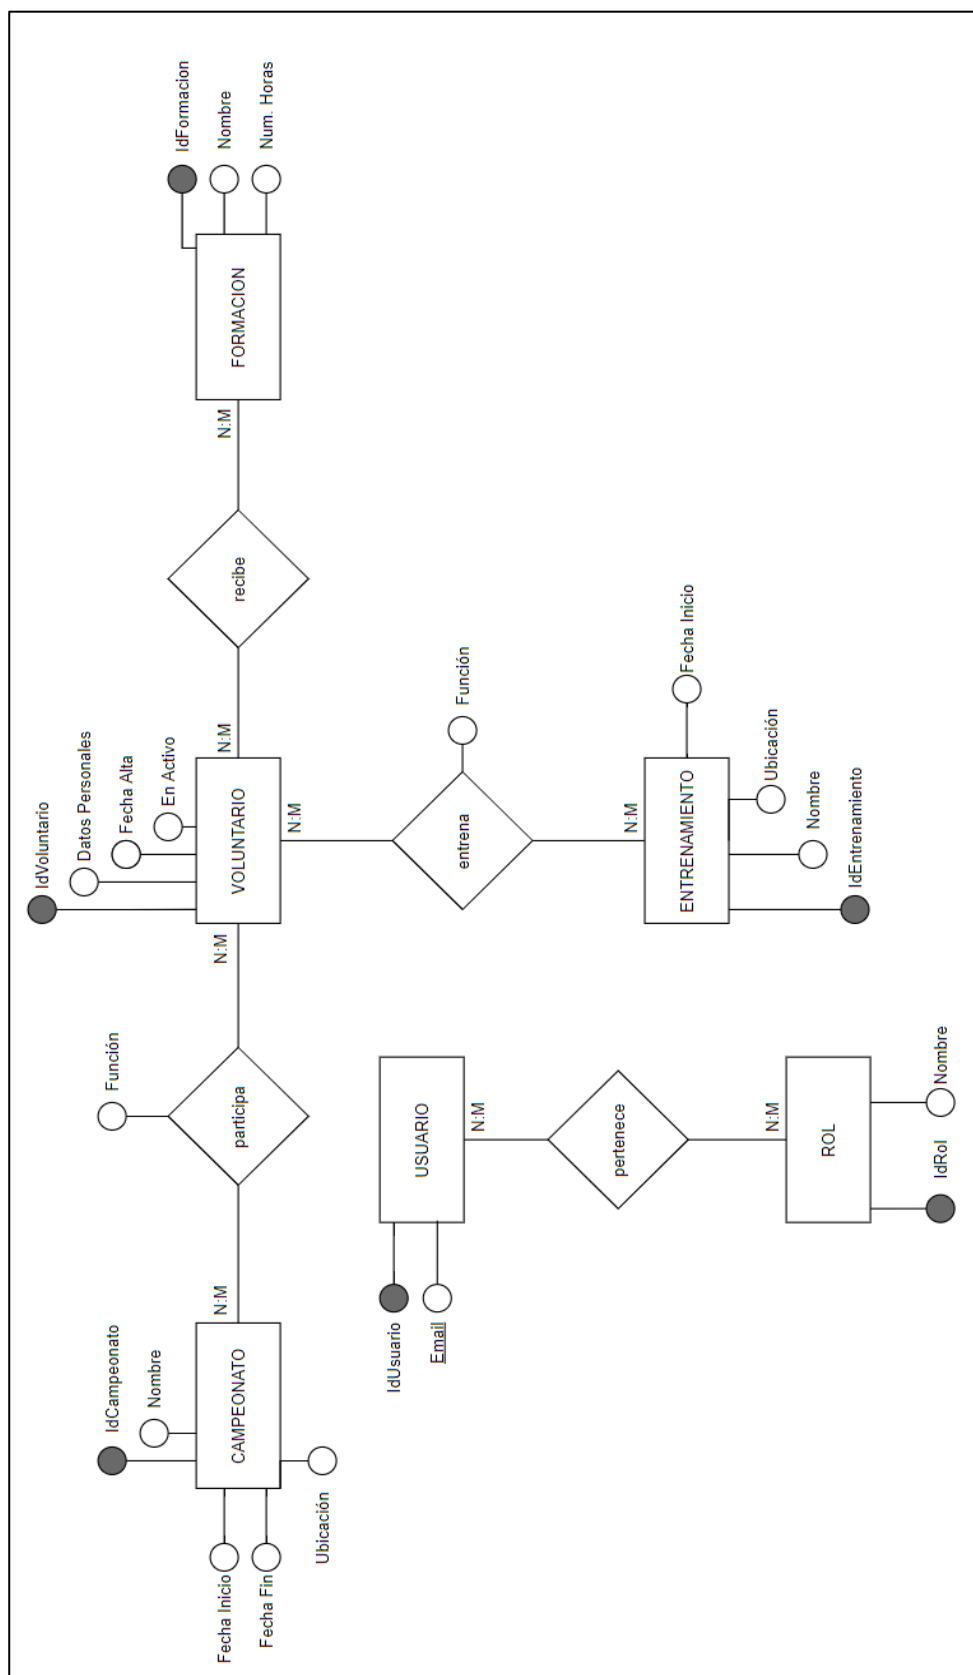 IdCampeonato
Nombre
Fecha Inicio
Fecha Fin
CAMPEONATO
Ubicación
N:M
Función
participa
N:M
IdVoluntario
Datos Personales
Fecha Alta
En Activo
VOLUNTARIO
N:M
recibe
N:M
FORMACION
IdFormacion
Nombre
Num. Horas
N:M
entrena
Función
N:M
ENTRENAMIENTO
Fecha Inicio
Ubicación
Nombre
IdEntrenamiento
USUARIO
IdUsuario
Email
N:M
pertenece
N:M
ROL
IdRol
Nombre